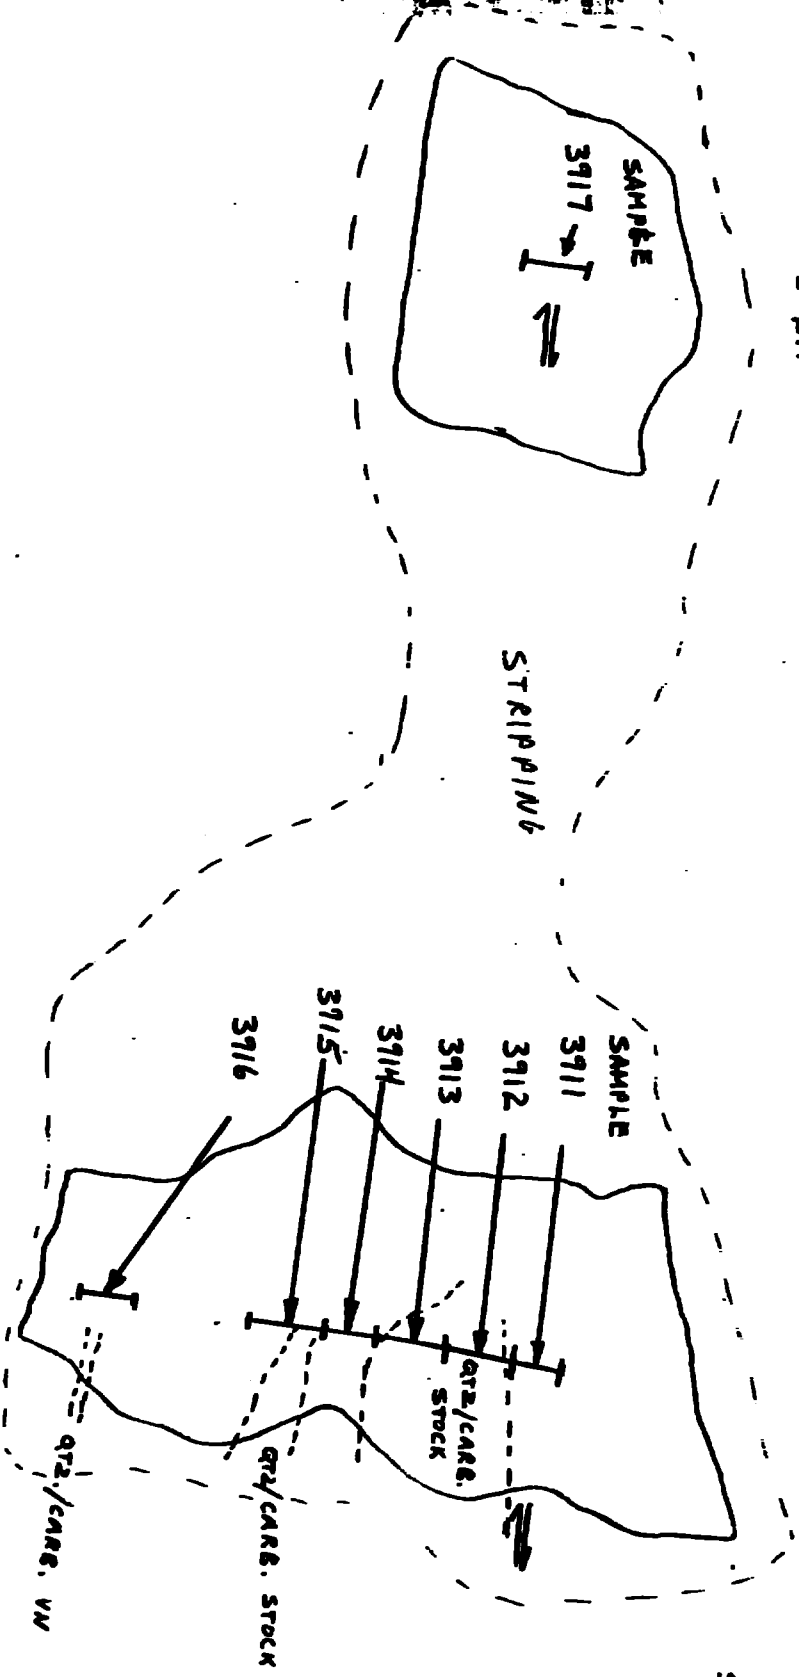 SAMPLE
3917
STRIPPING
SAMPLE
3911
3912
3913
3914
3915
3916
QTZ/CARB.
STOCK
QTZ/CARB. STOCK
QTZ./CARB. VN